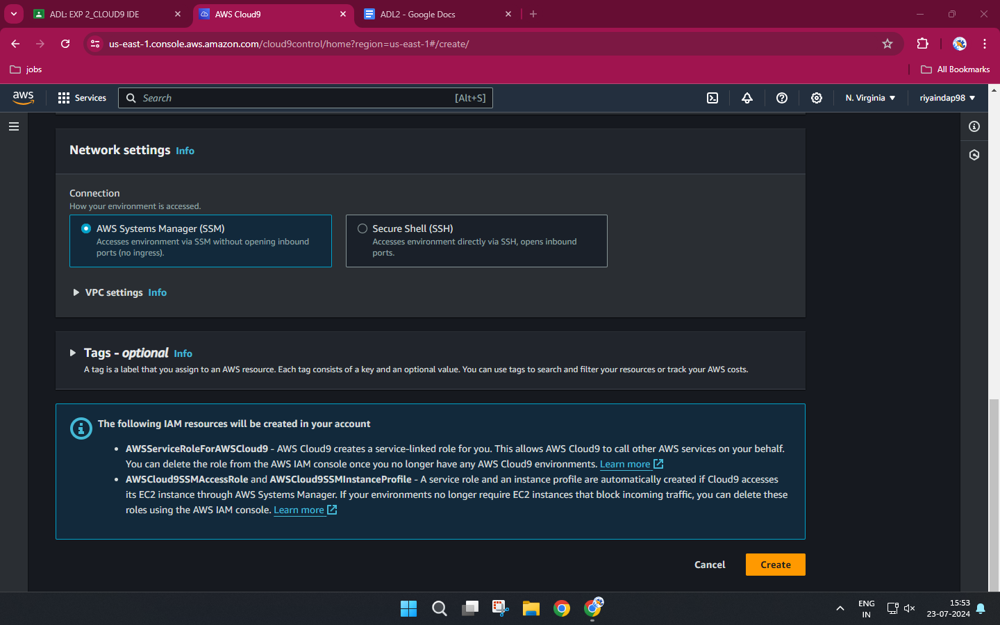 ADL: EXP 2_CLOUD9 IDE
AWS Cloud9
ADL2 - Google Docs
us-east-1.console.aws.amazon.com/cloud9control/home?region=us-east-1#/create/
jobs
All Bookmarks
aws
Services
Search
[Alt+S]
N. Virginia
riyaindap98
Network settings Info
Connection
How your environment is accessed.
AWS Systems Manager (SSM)
Accesses environment via SSM without opening inbound
ports (no ingress).
Secure Shell (SSH)
Accesses environment directly via SSH, opens inbound
ports.
VPC settings Info
Tags - optional Info
A tag is a label that you assign to an AWS resource. Each tag consists of a key and an optional value. You can use tags to search and filter your resources or track your AWS costs.
The following IAM resources will be created in your account
• AWSServiceRoleForAWSCloud9 - AWS Cloud9 creates a service-linked role for you. This allows AWS Cloud9 to call other AWS services on your behalf.
You can delete the role from the AWS IAM console once you no longer have any AWS Cloud9 environments. Learn more
• AWSCloud9SSMAccessRole and AWSCloud9SSMInstanceProfile - A service role and an instance profile are automatically created if Cloud9 accesses
its EC2 instance through AWS Systems Manager. If your environments no longer require EC2 instances that block incoming traffic, you can delete these
roles using the AWS IAM console. Learn more
Cancel
Create
ENG
IN
15:53
23-07-2024